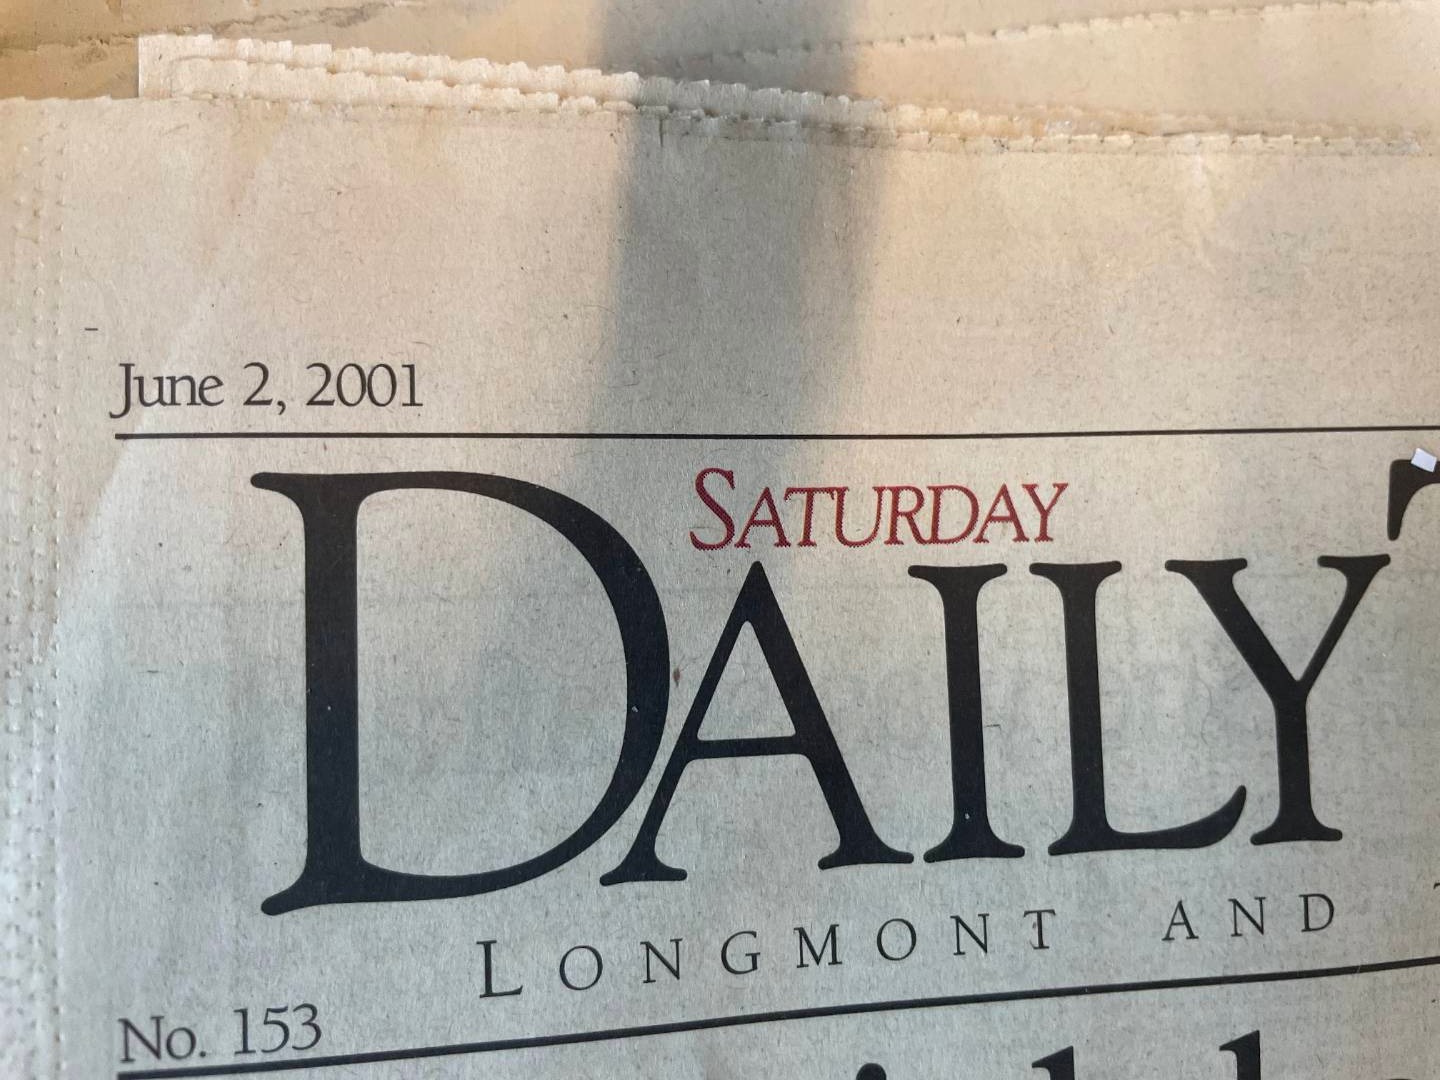 June 2, 2001
SATURDAY
DAILY
LONGMONT AND
No. 153